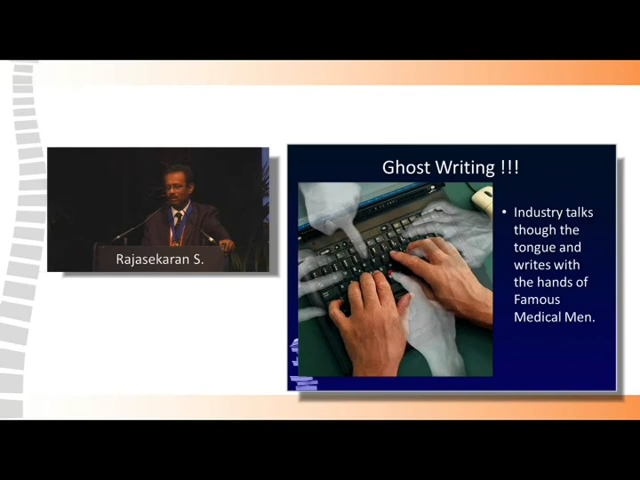 Rajasekaran S.
Ghost Writing !!!
• Industry talks
though the
tongue and
writes with
the hands of
Famous
Medical Men.